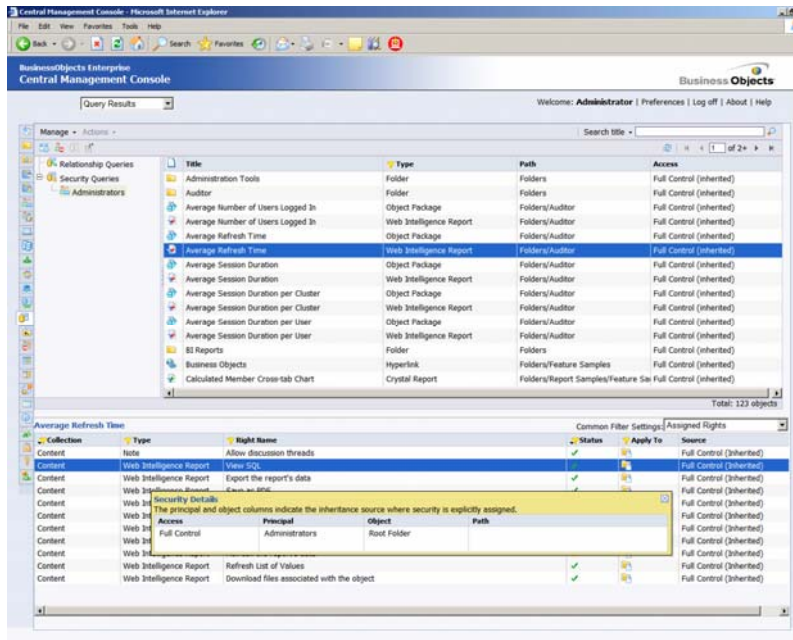 Central Management Console - Microsoft Internet Explorer
File Edit View Favorites Tools Help
Back Search Favorites
BusinessObjects Enterprise
Central Management Console
Business Objects
Query Results
Welcome: Administrator | Preferences | Log off | About | Help
Manage Actions
Search title
1 of 2+
Relationship Queries
Security Queries
Administrators
Title Type Path Access
Administration Tools Folder Folders Full Control (inherited)
Auditor Folder Folders Full Control (inherited)
Average Number of Users Logged In Object Package Folders/Auditor Full Control (inherited)
Average Number of Users Logged In Web Intelligence Report Folders/Auditor Full Control (inherited)
Average Refresh Time Object Package Folders/Auditor Full Control (inherited)
Average Refresh Time Web Intelligence Report Folders/Auditor Full Control (inherited)
Average Session Duration Object Package Folders/Auditor Full Control (inherited)
Average Session Duration Web Intelligence Report Folders/Auditor Full Control (inherited)
Average Session Duration per Cluster Object Package Folders/Auditor Full Control (inherited)
Average Session Duration per Cluster Web Intelligence Report Folders/Auditor Full Control (inherited)
Average Session Duration per User Object Package Folders/Auditor Full Control (inherited)
Average Session Duration per User Web Intelligence Report Folders/Auditor Full Control (inherited)
BI Reports Folder Folders Full Control (inherited)
Business Objects Hyperlink Folders/Feature Samples Full Control (inherited)
Calculated Member Cross-tab Chart Crystal Report Folders/Report Samples/Feature Sa Full Control (inherited)
Total: 123 objects
Average Refresh Time
Common Filter Settings: Assigned Rights
Collection Type Right Name Status Apply To Source
Content Note Allow discussion threads Full Control (Inherited)
Content Web Intelligence Report View SQL Full Control (Inherited)
Content Web Intelligence Report Export the report's data Full Control (Inherited)
Content Web Intelligence Report Save as PDF Full Control (Inherited)
Content Web Int Full Control (Inherited)
Security Details
The principal and object columns indicate the inheritance source where security is explicitly assigned.
Content Web Int Full Control (Inherited)
Access Principal Object Path
Content Web Int Full Control (Inherited)
Full Control Administrators Root Folder
Content Web Int Full Control (Inherited)
Content Web Intelligence Report Full Control (Inherited)
Content Web Intelligence Report Refresh List of Values Full Control (Inherited)
Content Web Intelligence Report Download files associated with the object Full Control (Inherited)